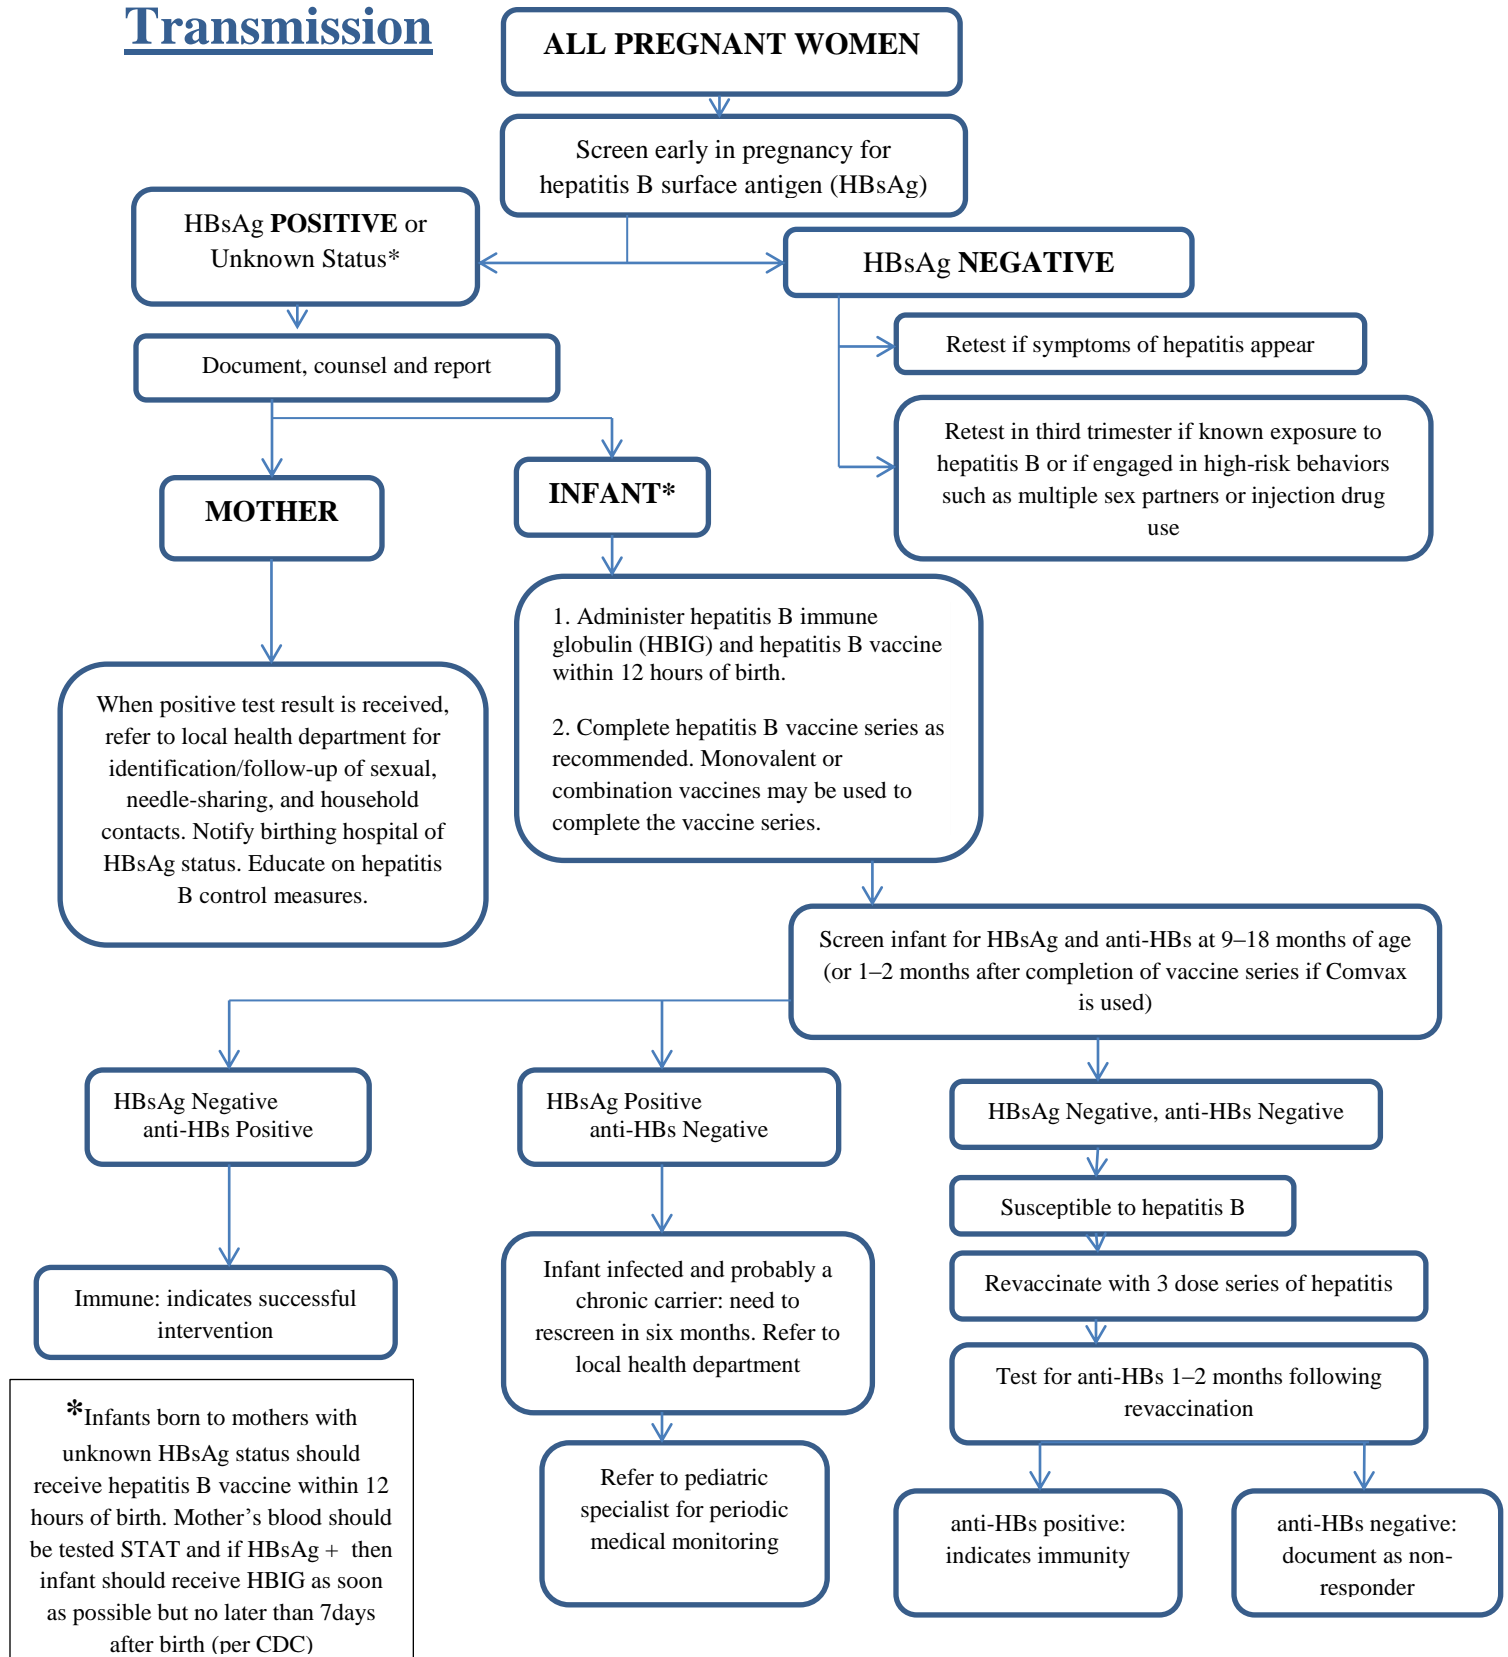 Transmission
ALL PREGNANT WOMEN
Screen early in pregnancy for
hepatitis B surface antigen (HBsAg)
HBsAg POSITIVE or
Unknown Status*
HBsAg NEGATIVE
Document, counsel and report
Retest if symptoms of hepatitis appear
Retest in third trimester if known exposure to
hepatitis B or if engaged in high-risk behaviors
such as multiple sex partners or injection drug
use
MOTHER
INFANT*
When positive test result is received,
refer to local health department for
identification/follow-up of sexual,
needle-sharing, and household
contacts. Notify birthing hospital of
HBsAg status. Educate on hepatitis
B control measures.
1. Administer hepatitis B immune
globulin (HBIG) and hepatitis B vaccine
within 12 hours of birth.
2. Complete hepatitis B vaccine series as
recommended. Monovalent or
combination vaccines may be used to
complete the vaccine series.
Screen infant for HBsAg and anti-HBs at 9–18 months of age
(or 1–2 months after completion of vaccine series if Comvax
is used)
HBsAg Negative
anti-HBs Positive
HBsAg Positive
anti-HBs Negative
HBsAg Negative, anti-HBs Negative
Susceptible to hepatitis B
Revaccinate with 3 dose series of hepatitis
Immune: indicates successful
intervention
Infant infected and probably a
chronic carrier: need to
rescreen in six months. Refer to
local health department
Test for anti-HBs 1–2 months following
revaccination
Refer to pediatric
specialist for periodic
medical monitoring
anti-HBs positive:
indicates immunity
anti-HBs negative:
document as non-
responder
*Infants born to mothers with
unknown HBsAg status should
receive hepatitis B vaccine within 12
hours of birth. Mother’s blood should
be tested STAT and if HBsAg + then
infant should receive HBIG as soon
as possible but no later than 7days
after birth (per CDC)